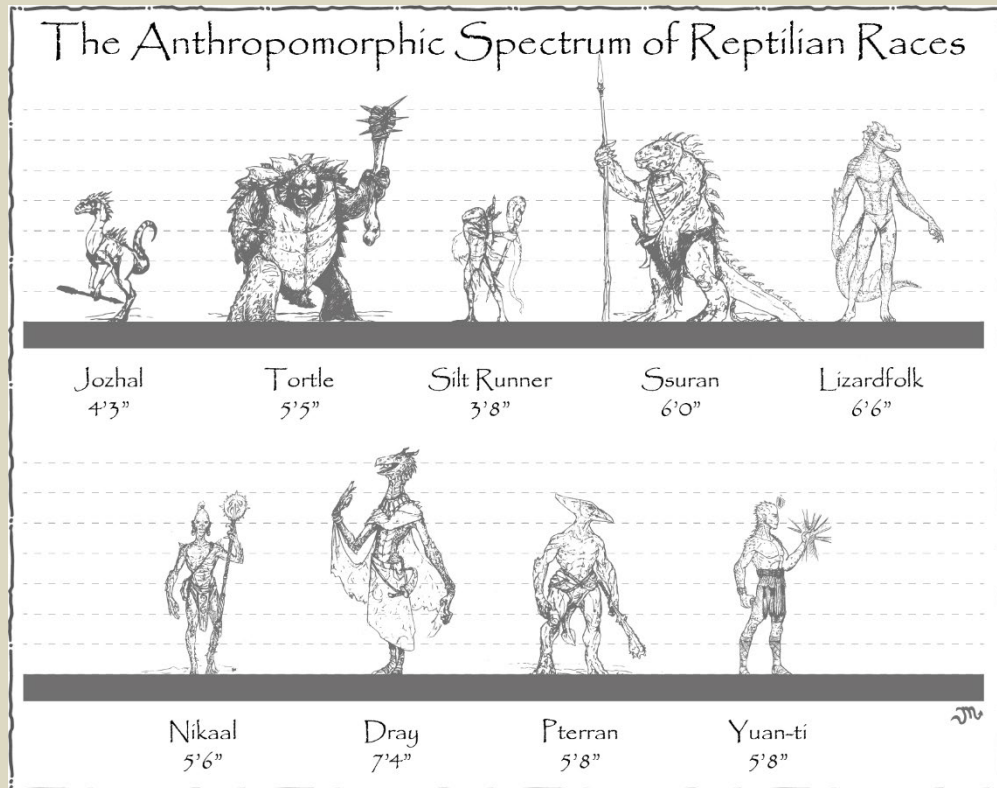 The Anthropomorphic Spectrum of Reptilian Races
Jozhal Tortle Silt Runner Ssuran Lizardfolk
4'3” 5'5” 3'8” 6'0” 6'6”
Nikaal Dray Pterran Yuan-ti
5'6” 7'4” 5'8” 5'8”